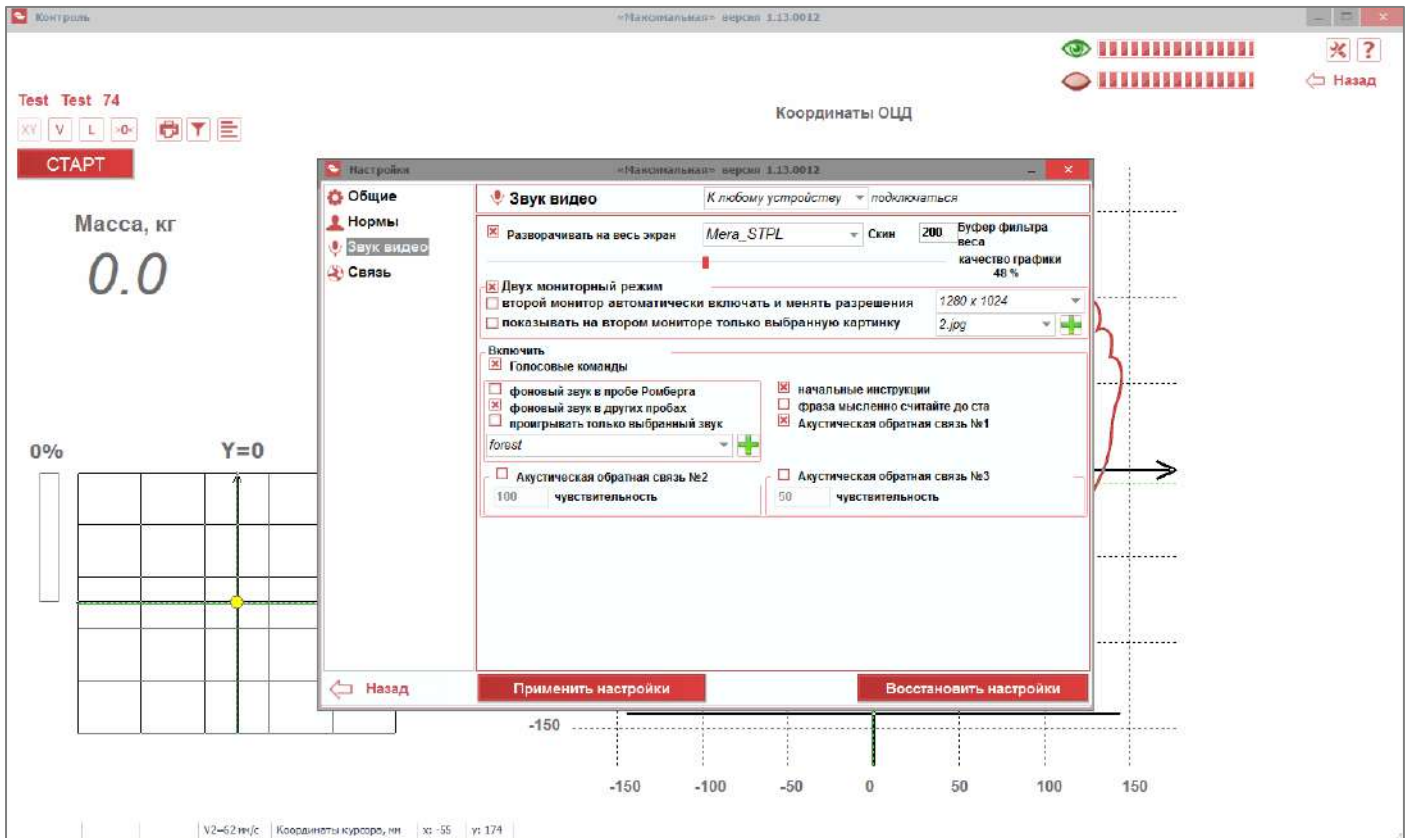 Контроль
«Максимальная» версия 1.13.0012
Назад
Test Test 74
XY V L >0<
СТАРТ
Координаты ОЦД
Масса, кг
0.0
0%
Y=0
Настройки
«Максимальная» версия 1.13.0012
Общие
Нормы
Звук видео
Связь
Звук видео
К любому устройству подключаться
Разворачивать на весь экран
Mera_STPL
Скин
200
Буфер фильтра
веса
качество графики
48 %
Двух мониторный режим
второй монитор автоматически включать и менять разрешения
1280 x 1024
показывать на втором мониторе только выбранную картинку
2.jpg
Включить
Голосовые команды
фоновый звук в пробе Ромберга
фоновый звук в других пробах
проигрывать только выбранный звук
forest
начальные инструкции
фраза мысленно считайте до ста
Акустическая обратная связь №1
Акустическая обратная связь №2
100 чувствительность
Акустическая обратная связь №3
50 чувствительность
Назад
Применить настройки
Восстановить настройки
-150
-150 -100 -50 0 50 100 150
V2=62 мм/с
Координаты курсора, мм
x: -55
y: 174